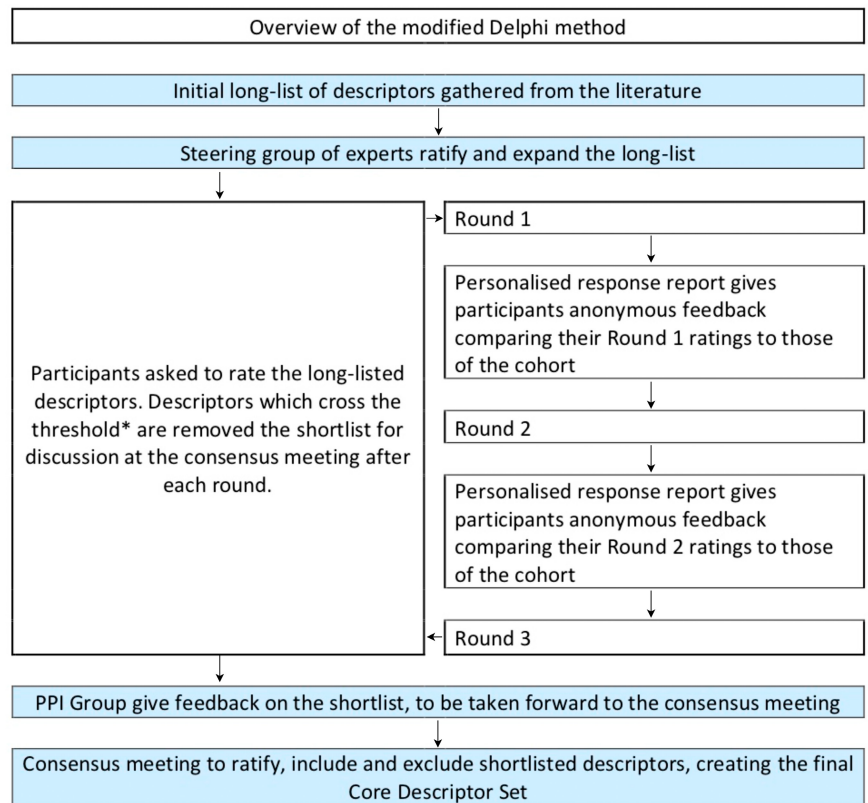 Overview of the modified Delphi method
Initial long-list of descriptors gathered from the literature
Steering group of experts ratify and expand the long-list
Participants asked to rate the long-listed
descriptors. Descriptors which cross the
threshold* are removed the shortlist for
discussion at the consensus meeting after
each round.
Round 1
Personalised response report gives
participants anonymous feedback
comparing their Round 1 ratings to those
of the cohort
Round 2
Personalised response report gives
participants anonymous feedback
comparing their Round 2 ratings to those
of the cohort
Round 3
PPI Group give feedback on the shortlist, to be taken forward to the consensus meeting
Consensus meeting to ratify, include and exclude shortlisted descriptors, creating the final
Core Descriptor Set